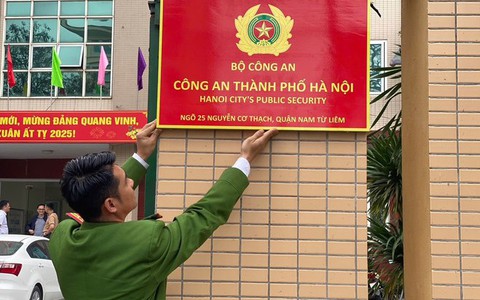 BỘ CÔNG AN
CÔNG AN THÀNH PHỐ HÀ NỘI
HANOI CITY'S PUBLIC SECURITY
NGÕ 25 NGUYỄN CƠ THẠCH, QUẬN NAM TỪ LIÊM
MỚI, MỪNG ĐẢNG QUANG VINH,
XUÂN ẤT TỴ 2025!